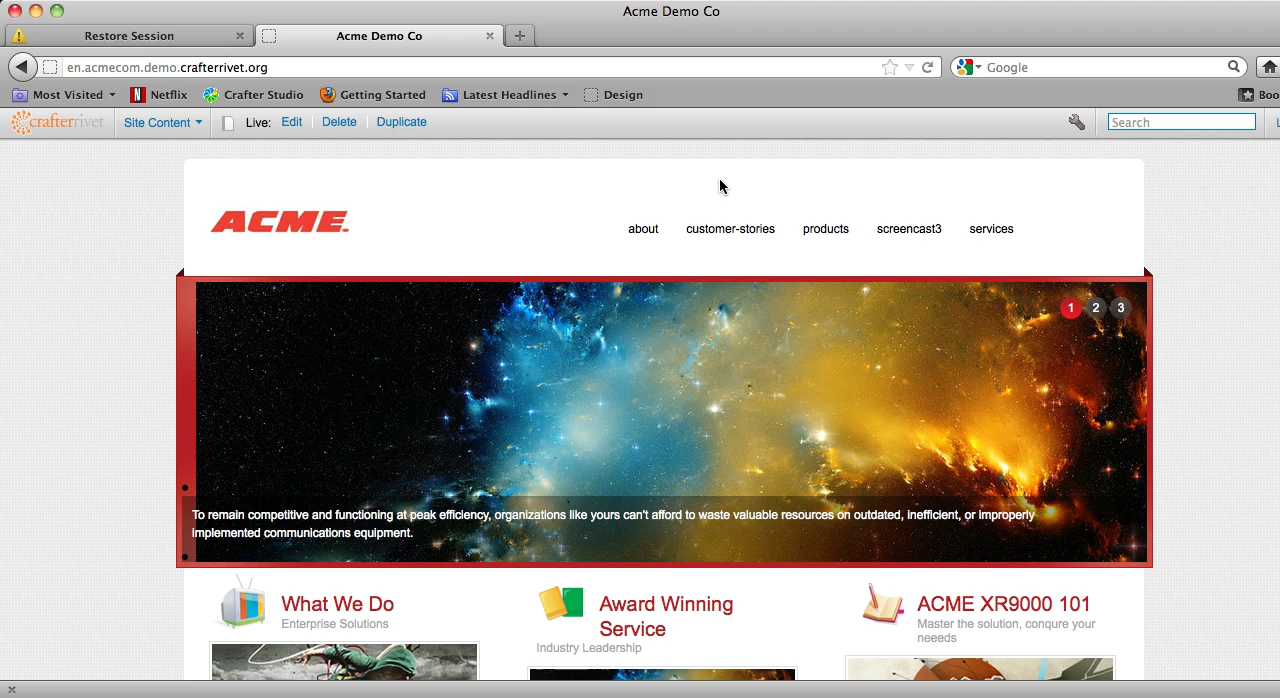 Acme Demo Co
Restore Session
Acme Demo Co
en.acmecom.demo.crafterrivet.org
Google
Most Visited
Netflix
Crafter Studio
Getting Started
Latest Headlines
Design
crafterrivet
Site Content
Live:
Edit
Delete
Duplicate
Search
ACME.
about
customer-stories
products
screencast3
services
1
2
3
To remain competitive and functioning at peak efficiency, organizations like yours can't afford to waste valuable resources on outdated, inefficient, or improperly
implemented communications equipment.
What We Do
Enterprise Solutions
Award Winning
Service
Industry Leadership
ACME XR9000 101
Master the solution, conqure your
neeeds